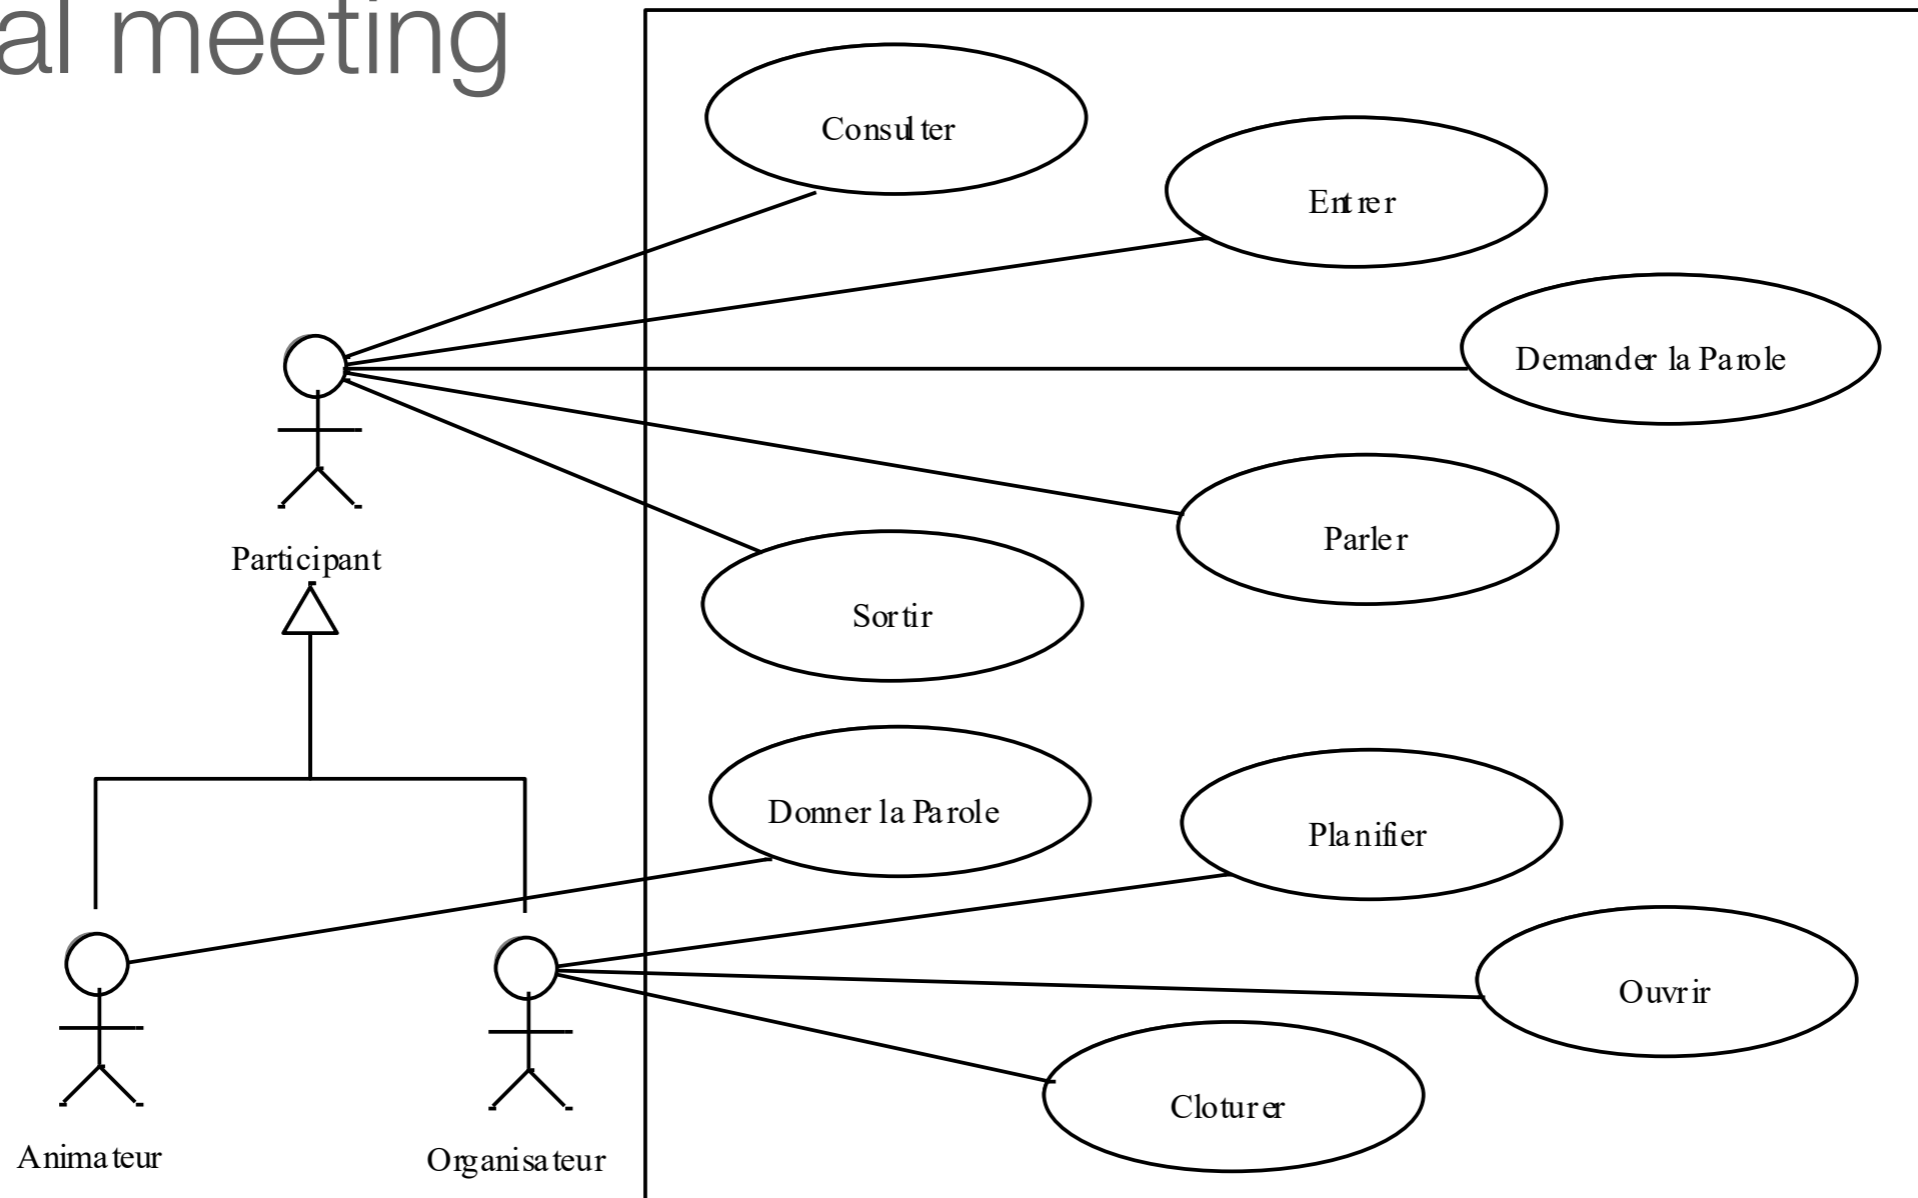 al meeting
Consulter
Entrer
Demander la Parole
Parler
Participant
Sortir
Donner la Parole
Planifier
Ouvrir
Cloturer
Animateur
Organisateur